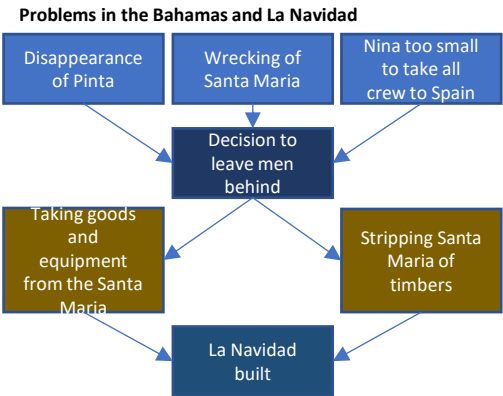 Problems in the Bahamas and La Navidad
Disappearance
of Pinta
Wrecking of
Santa Maria
Nina too small
to take all
crew to Spain
Decision to
leave men
behind
Taking goods
and
equipment
from the Santa
Maria
Stripping Santa
Maria of
timbers
La Navidad
built